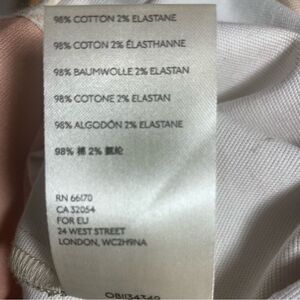 98% COTTON 2% ELASTANE
98% COTON 2% ÉLASTHANNE
98% BAUMWOLLE 2% ELASTAN
98% COTONE 2% ELASTAN
98% ALGODÓN 2% ELASTANE
98% 棉 2% 氨纶
RN 66170
CA 32054
FOR EU
24 WEST STREET
LONDON, WC2H9NA